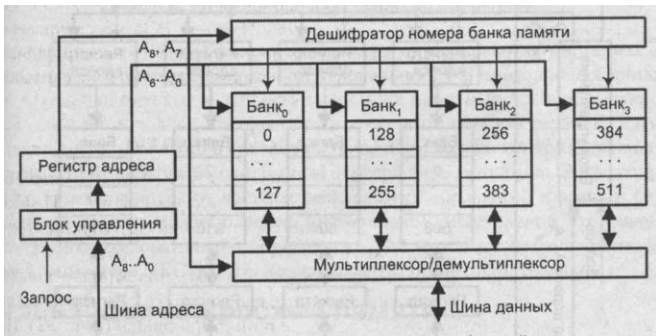 Дешифратор номера банка памяти
A₈, A₇
A₆..A₀
Банк₀ Банк₁ Банк₂ Банк₃
0 128 256 384
.... .... .... ....
127 255 383 511
Регистр адреса
Блок управления
A₈..A₀
Мультиплексор/демультиплексор
Запрос
Шина адреса
Шина данных